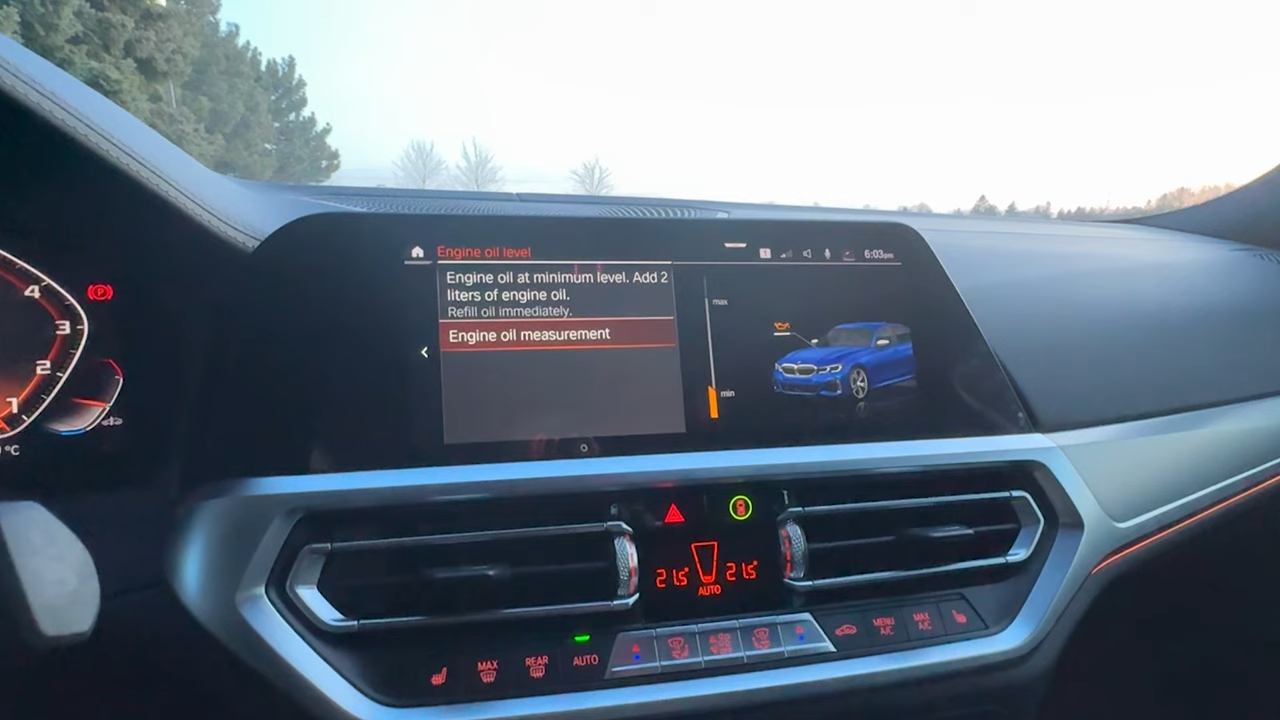 Engine oil level
1
6:03pm
Engine oil at minimum level. Add 2
liters of engine oil.
Refill oil immediately.
Engine oil measurement
max
min
4
3
2
1
(P)
°C
21.5°
21.5°
AUTO
MAX
REAR
AUTO
MENU
A/C
MAX
A/C